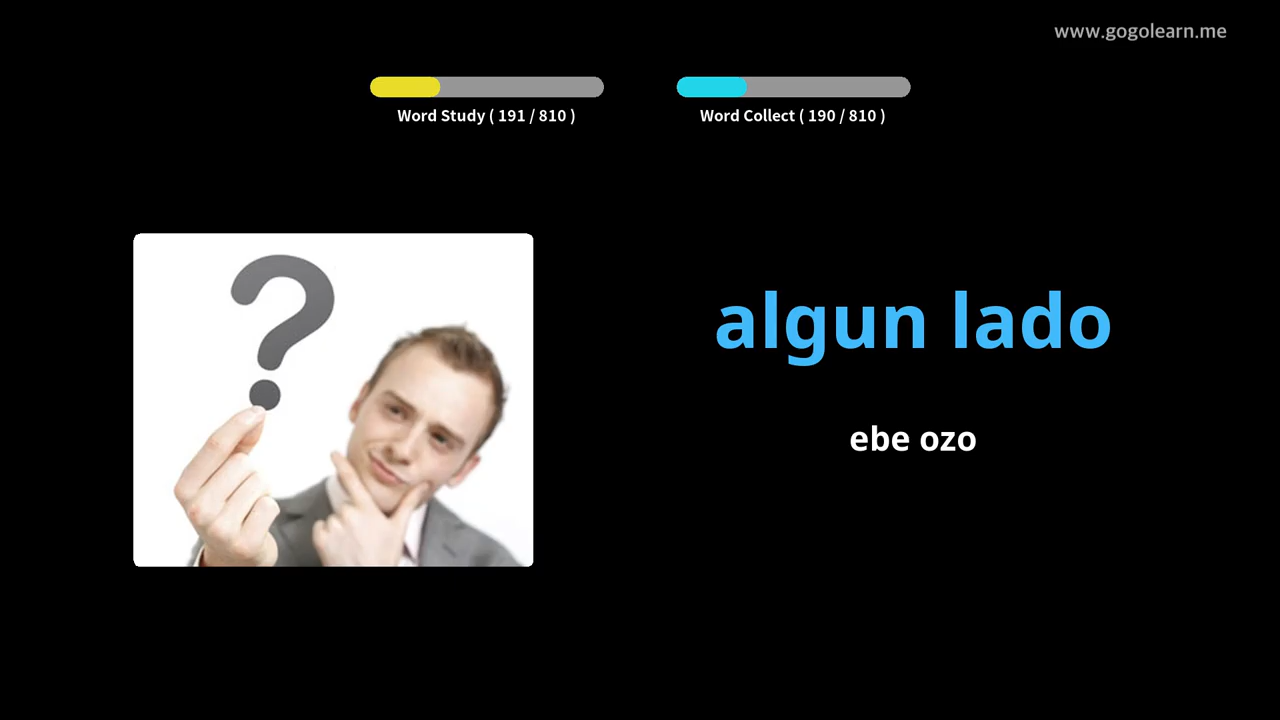 www.gogolearn.me
Word Study ( 191 / 810 )
Word Collect ( 190 / 810 )
?
algun lado
ebe ozo